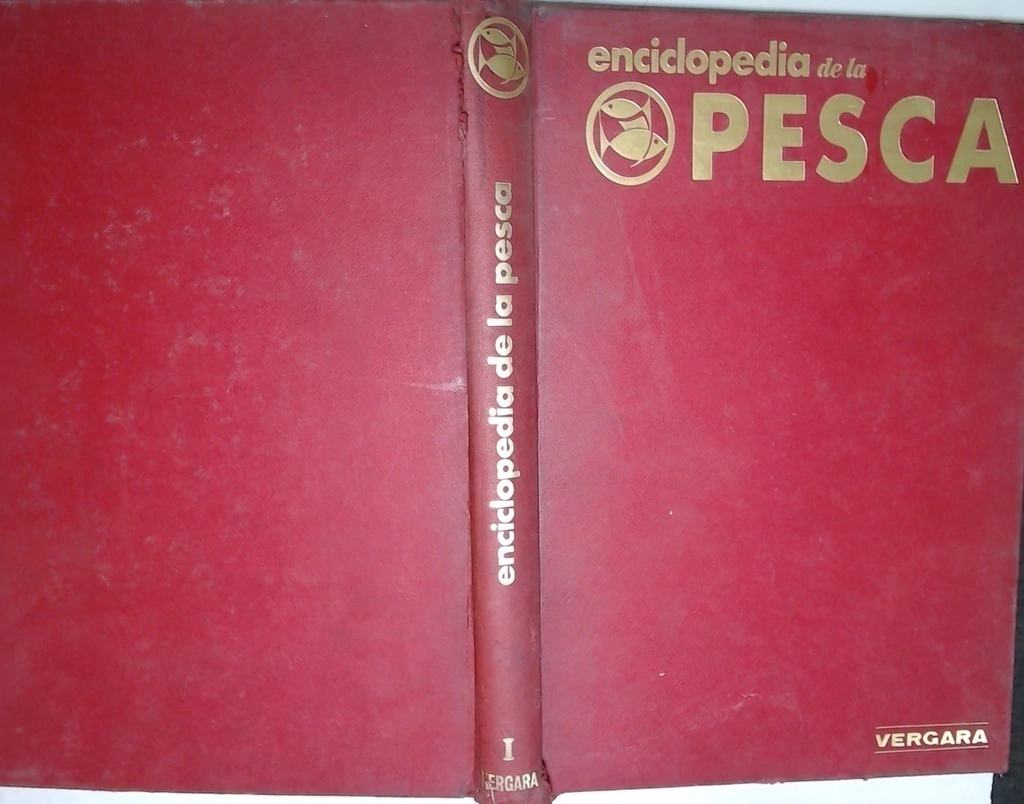 enciclopedia de la pesca
I
VERGARA
enciclopedia de la
PESCA
VERGARA